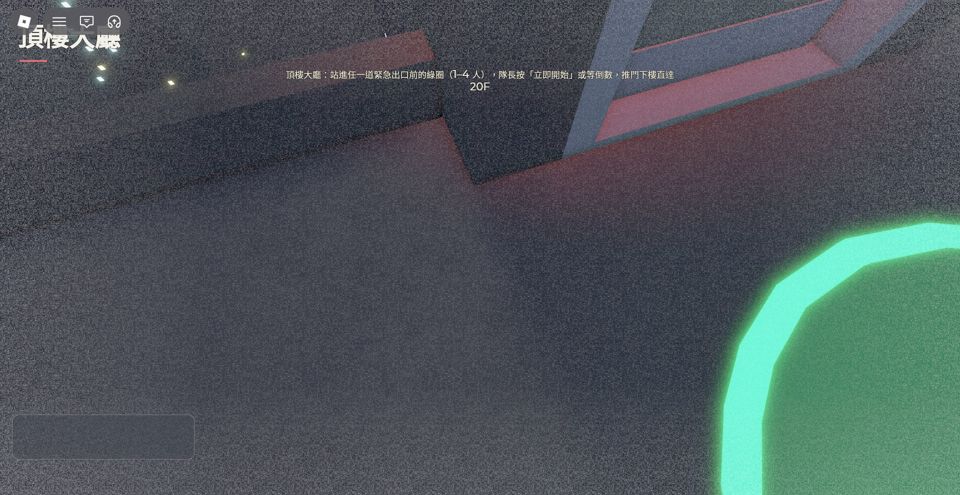 頂樓大廳
頂樓大廳：站進任一道緊急出口前的綠圈（1–4 人），隊長按「立即開始」或等倒數，推門下樓直達
20F